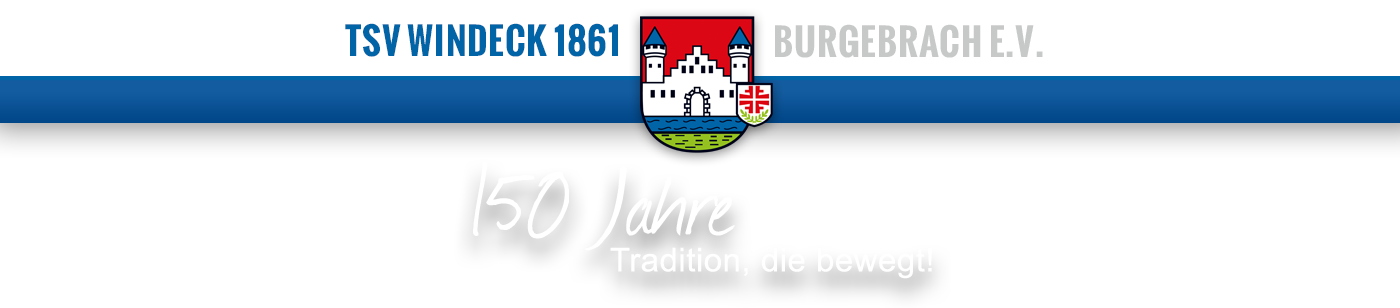 TSV WINDECK 1861 BURGEBRACH E.V.
150 Jahre
Tradition, die bewegt!